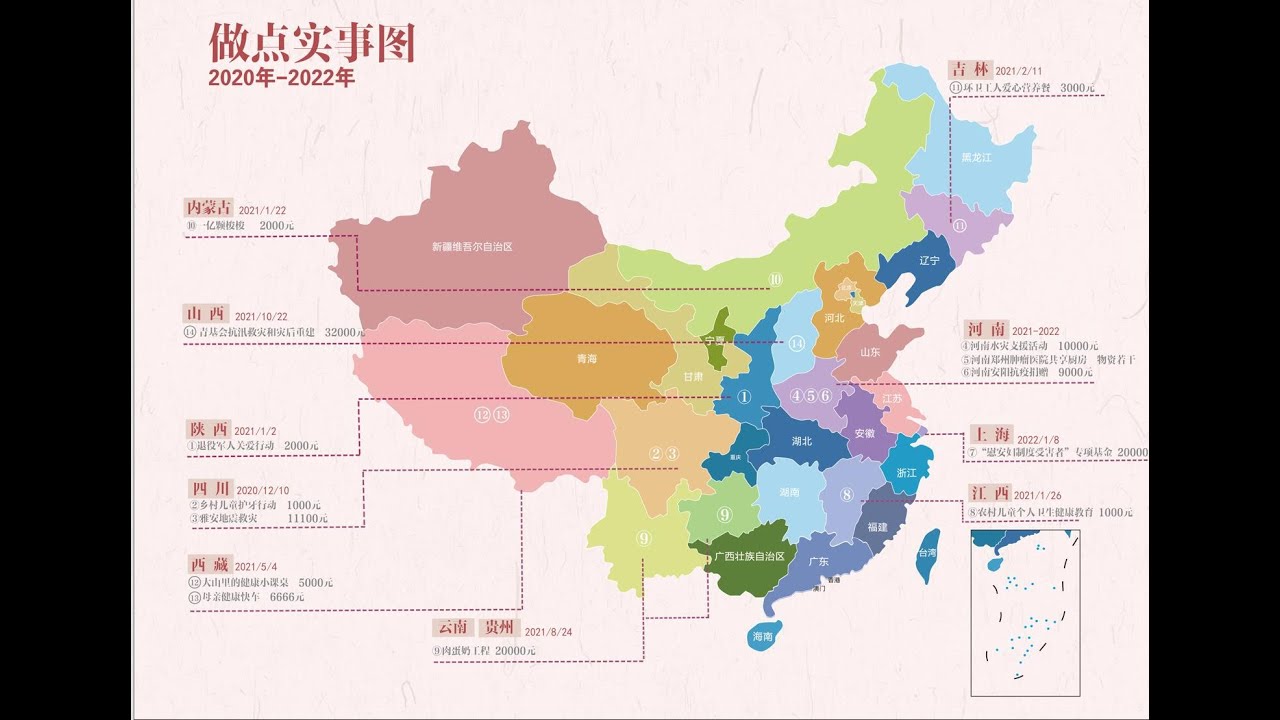 做点实事图
2020年-2022年
吉林 2021/2/11
⑪环卫工人爱心营养餐 3000元
内蒙古 2021/1/22
⑩一亿颗梭梭 2000元
山西 2021/10/22
⑭青基会抗汛救灾和灾后重建 32000元
陕西 2021/1/2
①退役军人关爱行动 2000元
四川 2020/12/10
②乡村儿童护牙行动 1000元
③雅安地震救灾 11100元
西藏 2021/5/4
⑫大山里的健康小课桌 5000元
⑬母亲健康快车 6666元
云南 贵州 2021/8/24
⑨肉蛋奶工程 20000元
河南 2021-2022
④河南水灾支援活动 10000元
⑤河南郑州肿瘤医院共享厨房 物资若干
⑥河南安阳抗疫捐赠 9000元
上海 2022/1/8
⑦“慰安妇制度受害者”专项基金 20000
江西 2021/1/26
⑧农村儿童个人卫生健康教育 1000元
黑龙江
⑪
辽宁
新疆维吾尔自治区
⑩
北京
天津
河北
宁夏
⑭
山东
青海
甘肃
①
④⑤⑥
江苏
⑫⑬
安徽
②③
重庆
湖北
浙江
湖南
⑧
⑨
福建
⑨
广西壮族自治区
广东
台湾
香港
澳门
海南